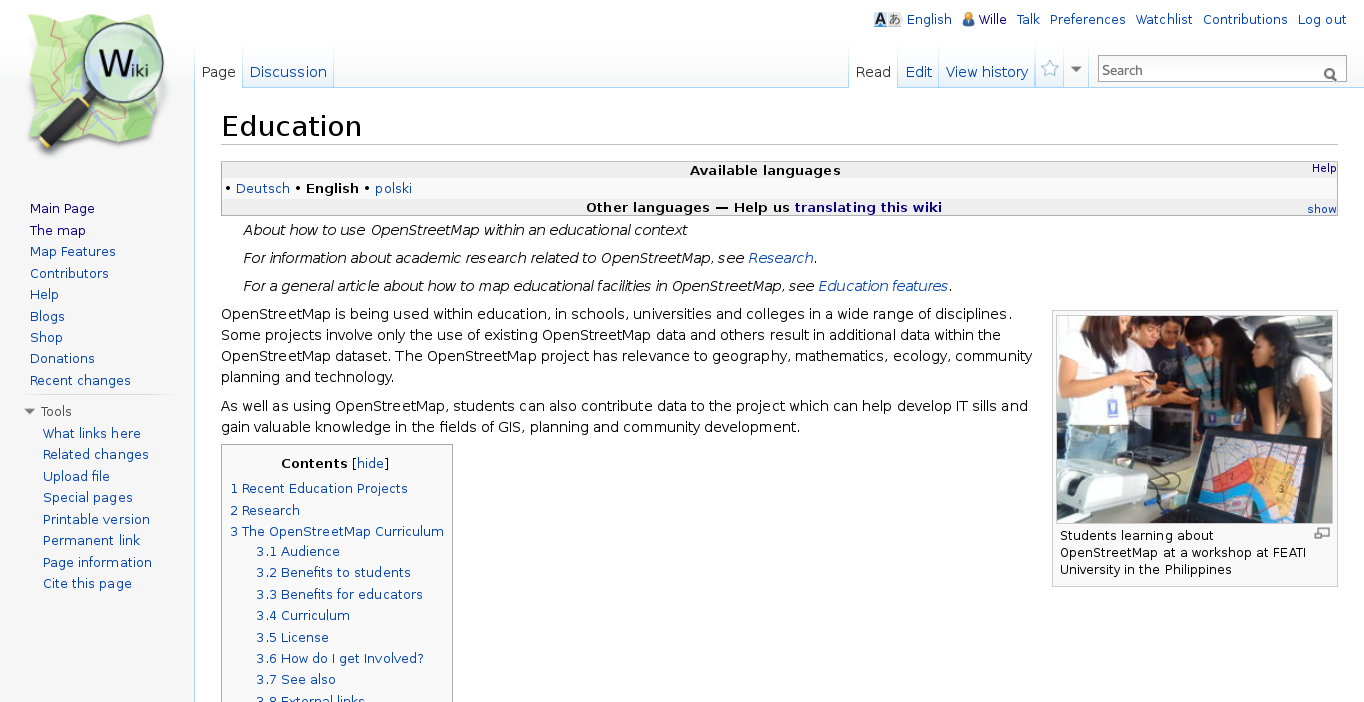 A あ English Wille Talk Preferences Watchlist Contributions Log out
Wiki
Page Discussion Read Edit View history Search
Education
Available languages Help
• Deutsch • English • polski
Other languages — Help us translating this wiki show
About how to use OpenStreetMap within an educational context
For information about academic research related to OpenStreetMap, see Research.
For a general article about how to map educational facilities in OpenStreetMap, see Education features.
OpenStreetMap is being used within education, in schools, universities and colleges in a wide range of disciplines.
Some projects involve only the use of existing OpenStreetMap data and others result in additional data within the
OpenStreetMap dataset. The OpenStreetMap project has relevance to geography, mathematics, ecology, community
planning and technology.
As well as using OpenStreetMap, students can also contribute data to the project which can help develop IT sills and
gain valuable knowledge in the fields of GIS, planning and community development.
Students learning about
OpenStreetMap at a workshop at FEATI
University in the Philippines
Contents [hide]
1 Recent Education Projects
2 Research
3 The OpenStreetMap Curriculum
3.1 Audience
3.2 Benefits to students
3.3 Benefits for educators
3.4 Curriculum
3.5 License
3.6 How do I get Involved?
3.7 See also
3.8 External links
Main Page
The map
Map Features
Contributors
Help
Blogs
Shop
Donations
Recent changes
Tools
What links here
Related changes
Upload file
Special pages
Printable version
Permanent link
Page information
Cite this page